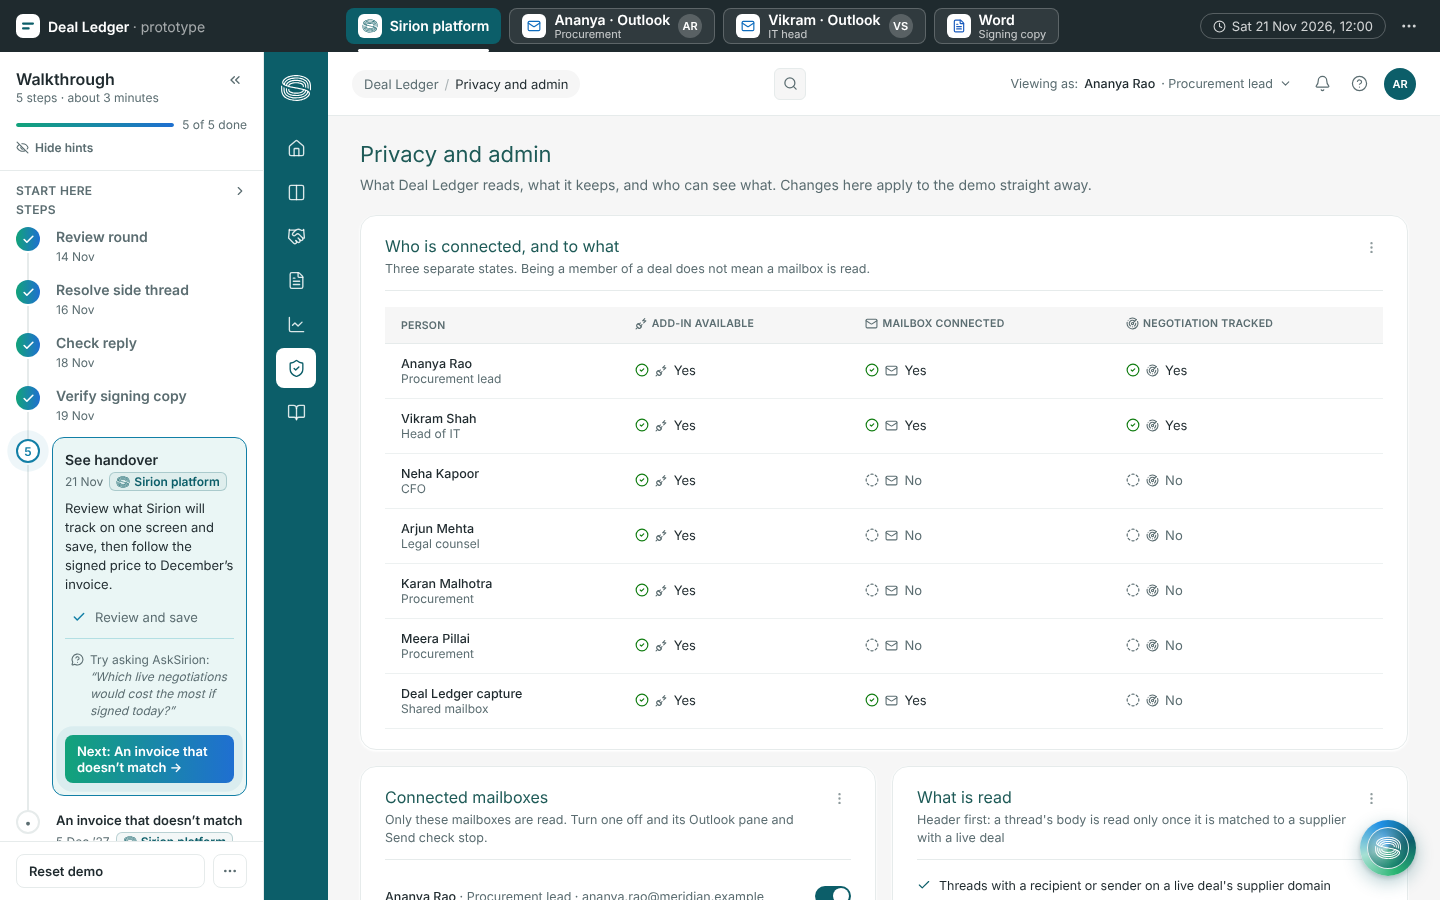 Deal Ledger · prototype
Sirion platform
Ananya · Outlook
Procurement
AR
Vikram · Outlook
IT head
VS
Word
Signing copy
Sat 21 Nov 2026, 12:00
Walkthrough
5 steps · about 3 minutes
5 of 5 done
Hide hints
START HERE
STEPS
Review round
14 Nov
Resolve side thread
16 Nov
Check reply
18 Nov
Verify signing copy
19 Nov
5
See handover
21 Nov
Sirion platform
Review what Sirion will
track on one screen and
save, then follow the
signed price to December's
invoice.
Review and save
Try asking AskSirion:
“Which live negotiations
would cost the most if
signed today?”
Next: An invoice that
doesn’t match →
An invoice that doesn’t match
5 Dec ’27
Sirion platform
Reset demo
Deal Ledger / Privacy and admin
Viewing as: Ananya Rao · Procurement lead
AR
Privacy and admin
What Deal Ledger reads, what it keeps, and who can see what. Changes here apply to the demo straight away.
Who is connected, and to what
Three separate states. Being a member of a deal does not mean a mailbox is read.
PERSON
ADD-IN AVAILABLE
MAILBOX CONNECTED
NEGOTIATION TRACKED
Ananya Rao
Procurement lead
Yes
Yes
Yes
Vikram Shah
Head of IT
Yes
Yes
Yes
Neha Kapoor
CFO
Yes
No
No
Arjun Mehta
Legal counsel
Yes
No
No
Karan Malhotra
Procurement
Yes
No
No
Meera Pillai
Procurement
Yes
No
No
Deal Ledger capture
Shared mailbox
Yes
Yes
No
Connected mailboxes
Only these mailboxes are read. Turn one off and its Outlook pane and
Send check stop.
Ananya Rao · Procurement lead · ananya.rao@meridian.example
What is read
Header first: a thread's body is read only once it is matched to a supplier
with a live deal
Threads with a recipient or sender on a live deal's supplier domain